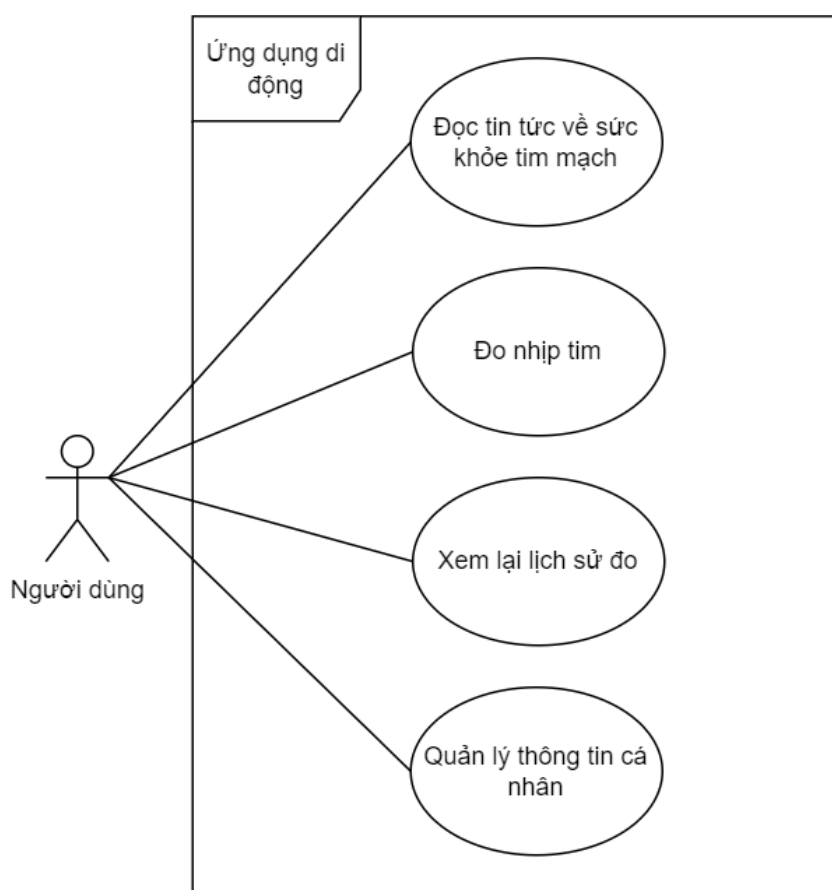 Ứng dụng di
động
Đọc tin tức về sức
khỏe tim mạch
Đo nhịp tim
Người dùng
Xem lại lịch sử đo
Quản lý thông tin cá
nhân